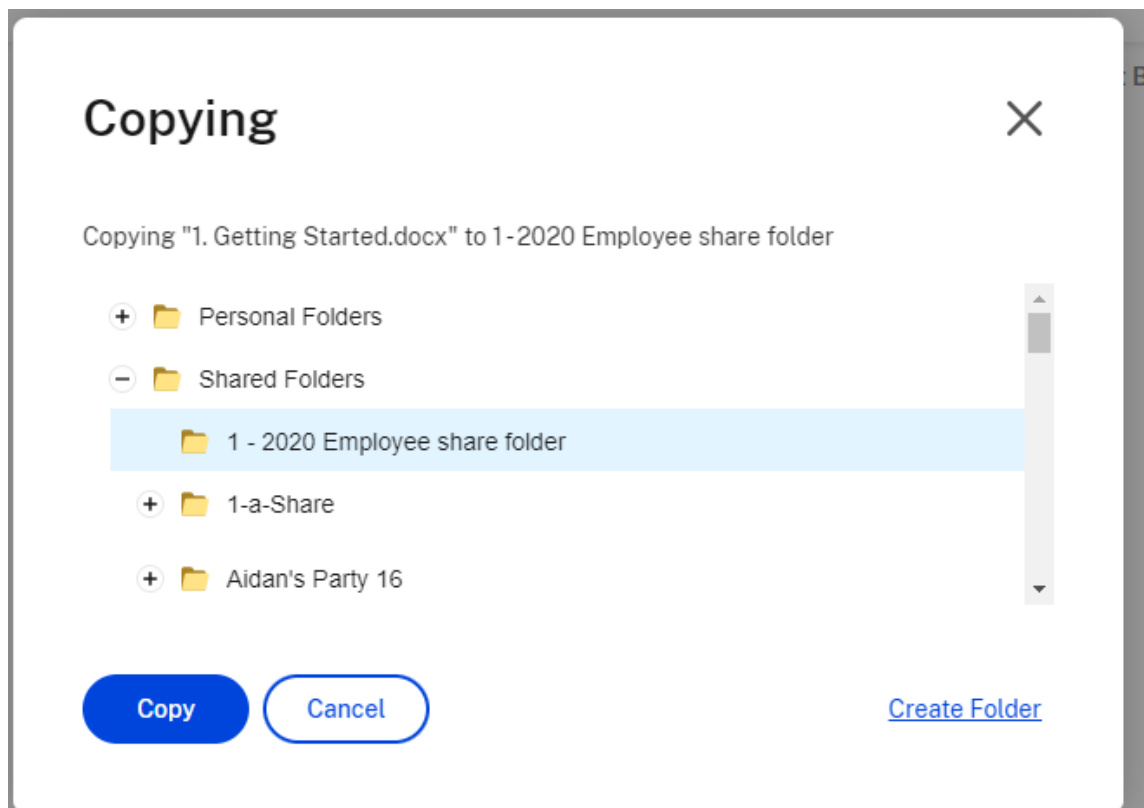 Copying
Copying "1. Getting Started.docx" to 1-2020 Employee share folder
Personal Folders
Shared Folders
1 - 2020 Employee share folder
1-a-Share
Aidan's Party 16
Copy
Cancel
Create Folder